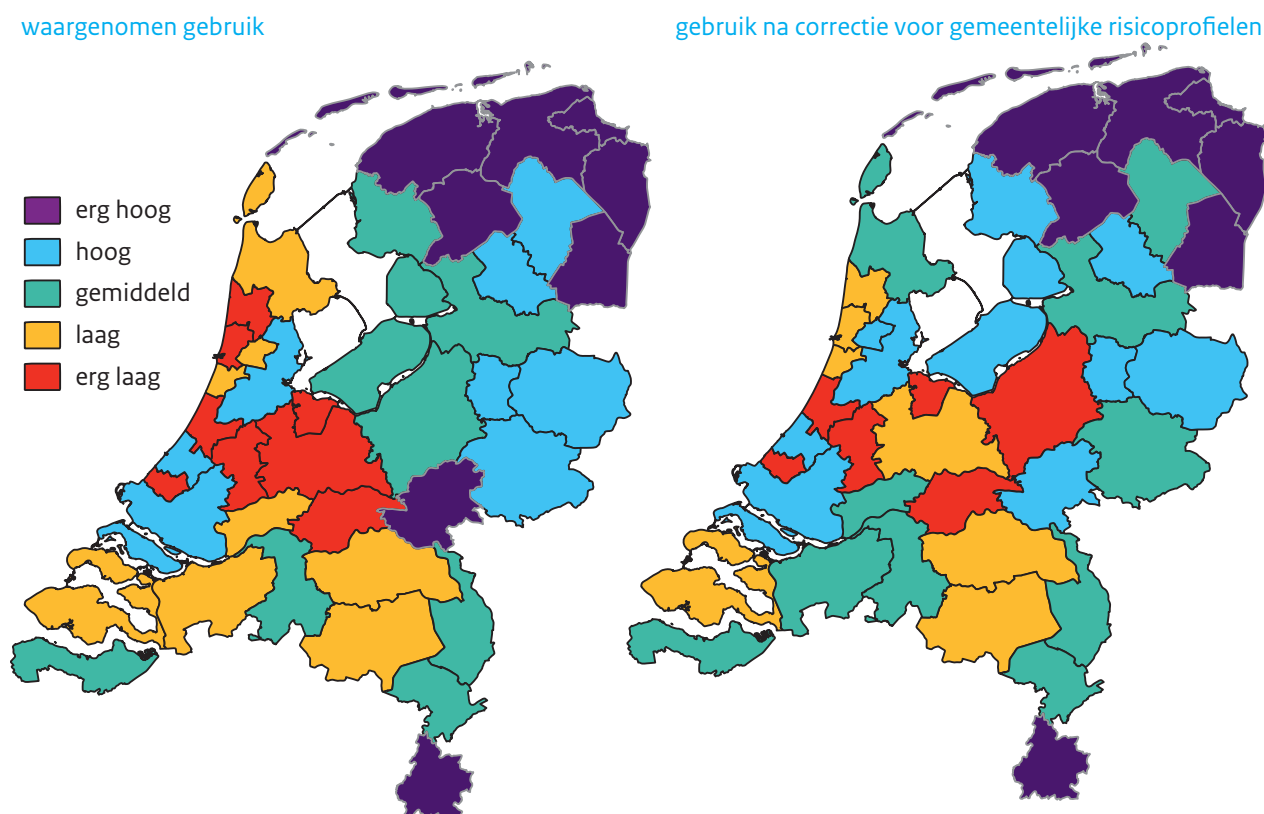 waargenomen gebruik
gebruik na correctie voor gemeentelijke risicoprofielen
erg hoog
hoog
gemiddeld
laag
erg laag